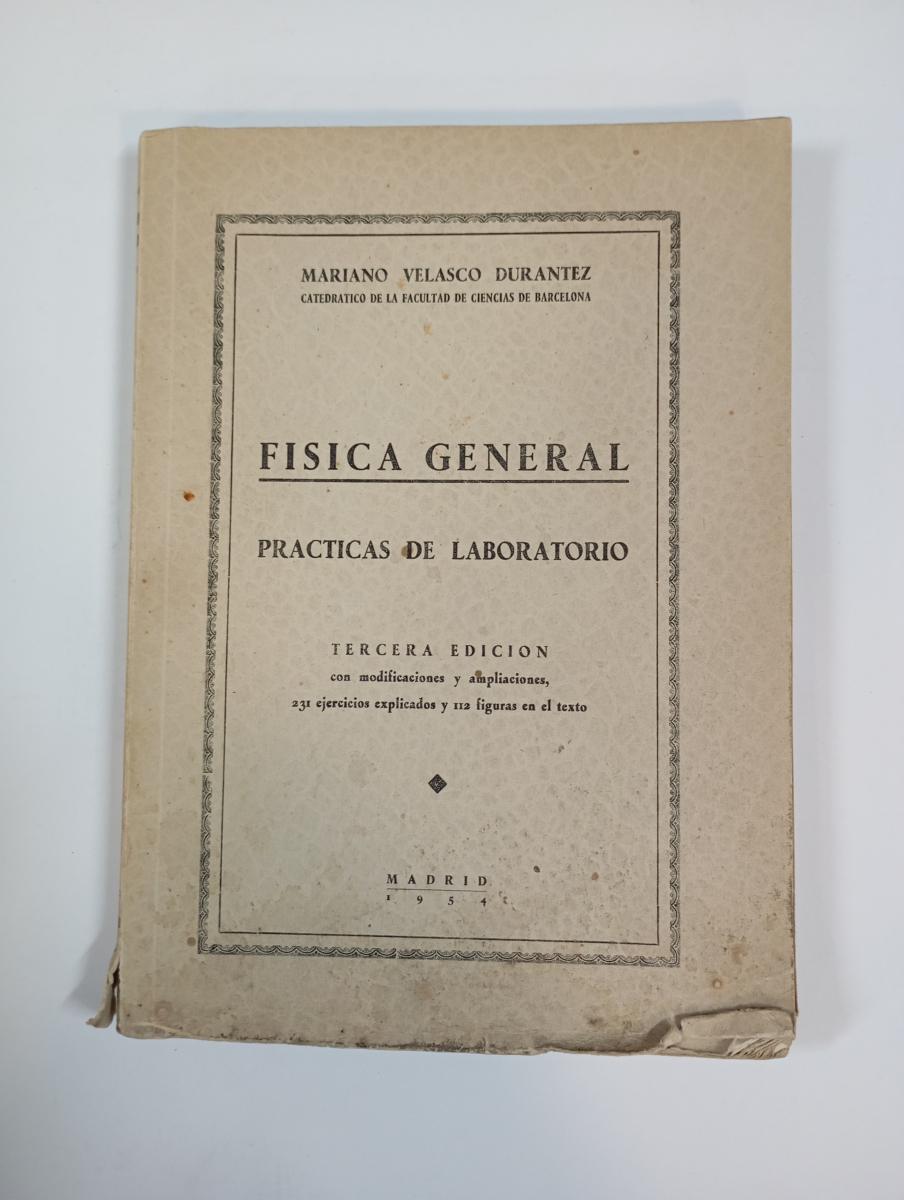 MARIANO VELASCO DURANTEZ
CATEDRATICO DE LA FACULTAD DE CIENCIAS DE BARCELONA
FISICA GENERAL
PRACTICAS DE LABORATORIO
TERCERA EDICION
con modificaciones y ampliaciones,
231 ejercicios explicados y 112 figuras en el texto
MADRID
1954